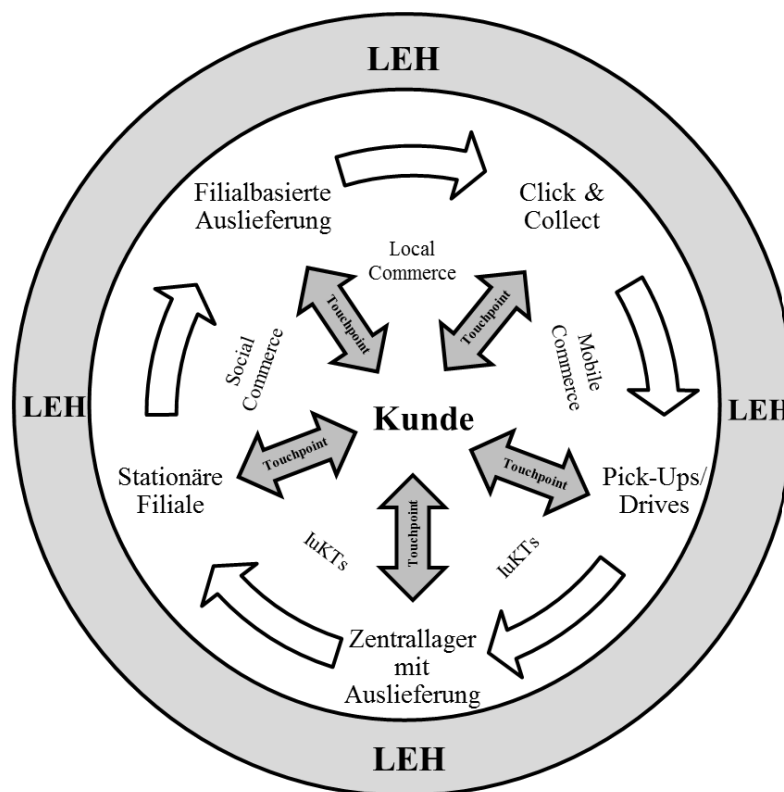 LEH
Filialbasierte
Auslieferung
Click &
Collect
Local
Commerce
Touchpoint
Touchpoint
Social
Commerce
Mobile
Commerce
LEH
Kunde
LEH
Touchpoint
Touchpoint
Stationäre
Filiale
Pick-Ups/
Drives
Touchpoint
IuKTs
IuKTs
Zentrallager
mit
Auslieferung
LEH